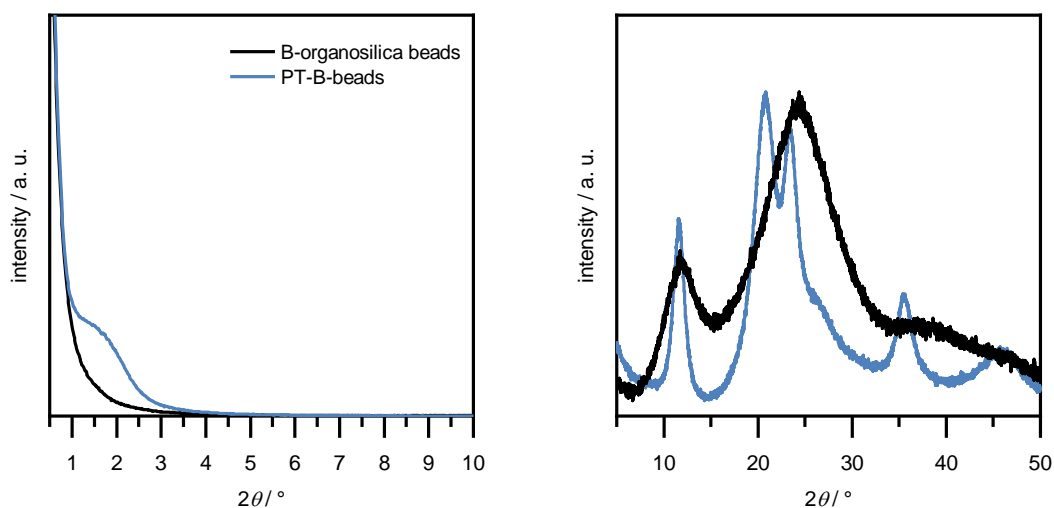 B-organosilica beads
PT-B-beads
intensity / a. u.
1 2 3 4 5 6 7 8 9 10
2θ / °
intensity / a. u.
10 20 30 40 50
2θ / °